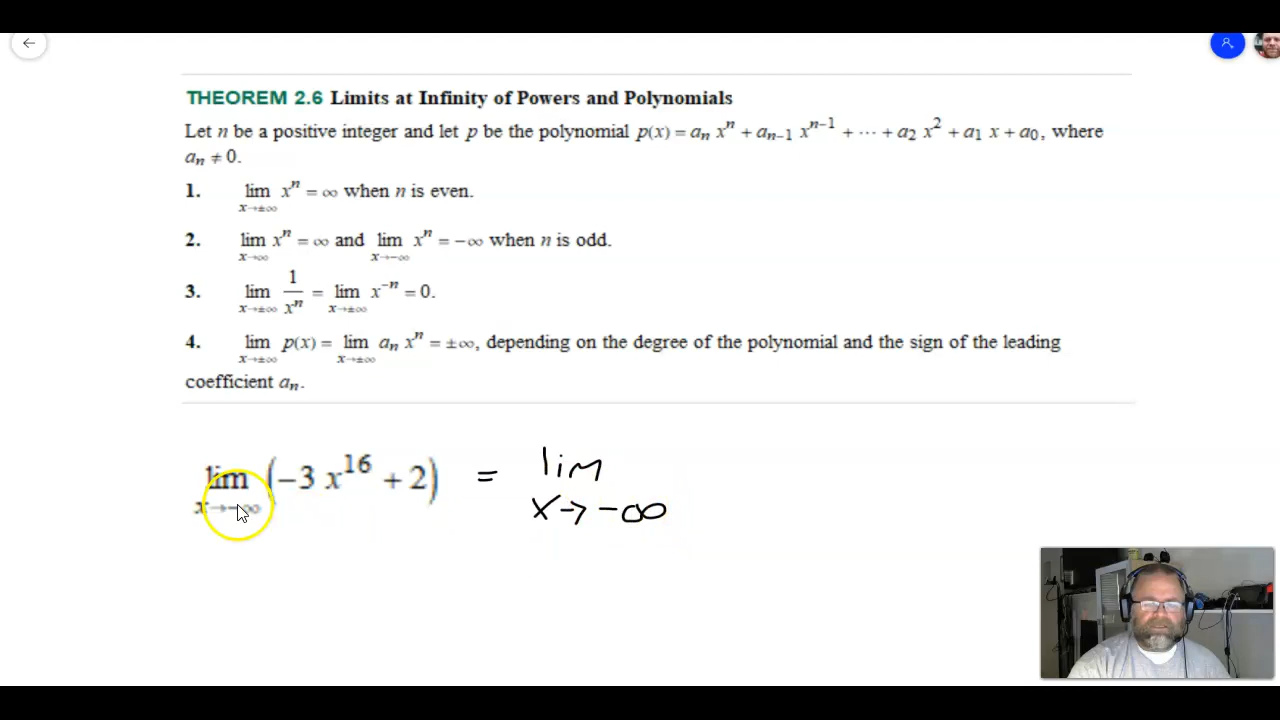 THEOREM 2.6 Limits at Infinity of Powers and Polynomials
Let n be a positive integer and let p be the polynomial p(x) = aₙ xⁿ + aₙ₋₁ xⁿ⁻¹ + ⋯ + a₂ x² + a₁ x + a₀, where
aₙ ≠ 0.
1. lim xⁿ = ∞ when n is even.
x→±∞
2. lim xⁿ = ∞ and lim xⁿ = −∞ when n is odd.
x→∞ x→−∞
3. lim 1/xⁿ = lim x⁻ⁿ = 0.
x→±∞ x→±∞
4. lim p(x) = lim aₙ xⁿ = ±∞, depending on the degree of the polynomial and the sign of the leading
x→±∞ x→±∞
coefficient aₙ.
lim (−3 x¹⁶ + 2) = lim
x→−∞ x→−∞